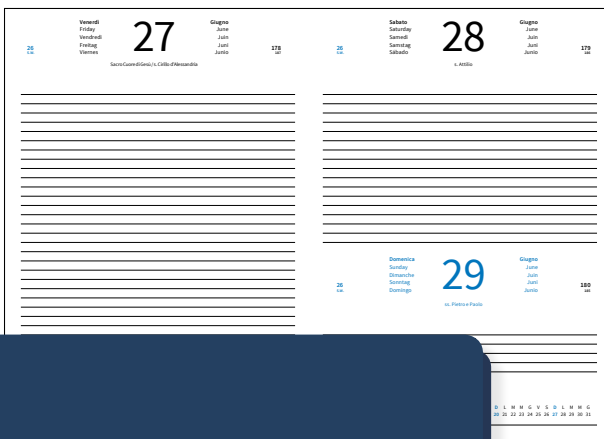 Venerdì
Friday
Vendredi
Freitag
Viernes
27
Giugno
June
Juin
Juni
Junio
26
178
187
Sacro Cuore di Gesù / s. Cirillo d'Alessandria
Sabato
Saturday
Samedi
Samstag
Sábado
28
Giugno
June
Juin
Juni
Junio
26
179
186
s. Attilio
Domenica
Sunday
Dimanche
Sonntag
Domingo
29
Giugno
June
Juin
Juni
Junio
26
180
185
ss. Pietro e Paolo
D L M M G V S D L M M G
20 21 22 23 24 25 26 27 28 29 30 31